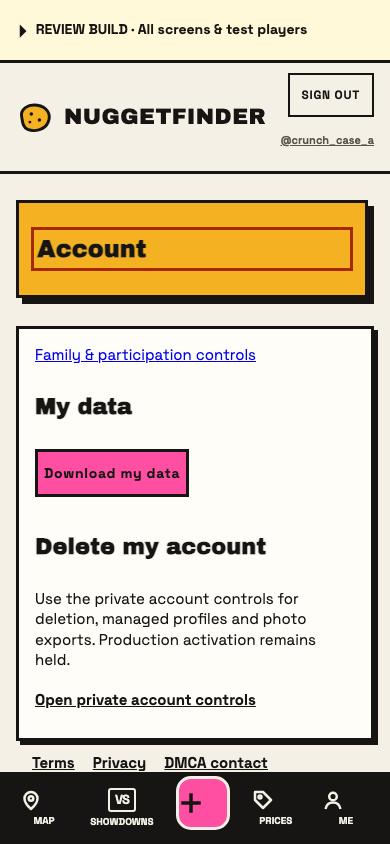 REVIEW BUILD · All screens & test players
SIGN OUT
NUGGETFINDER
@crunch_case_a
Account
Family & participation controls
My data
Download my data
Delete my account
Use the private account controls for
deletion, managed profiles and photo
exports. Production activation remains
held.
Open private account controls
Terms Privacy DMCA contact
MAP
VS
SHOWDOWNS
PRICES
ME